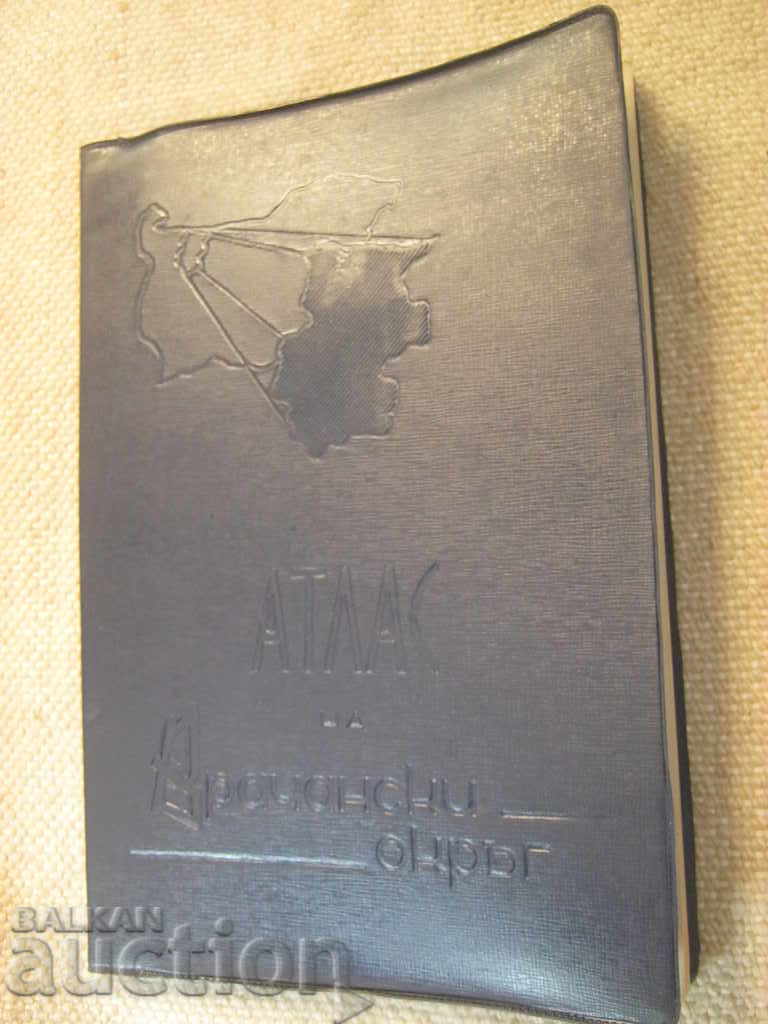 АТЛАС
НА
Врачански
окръг
BALKAN
auction